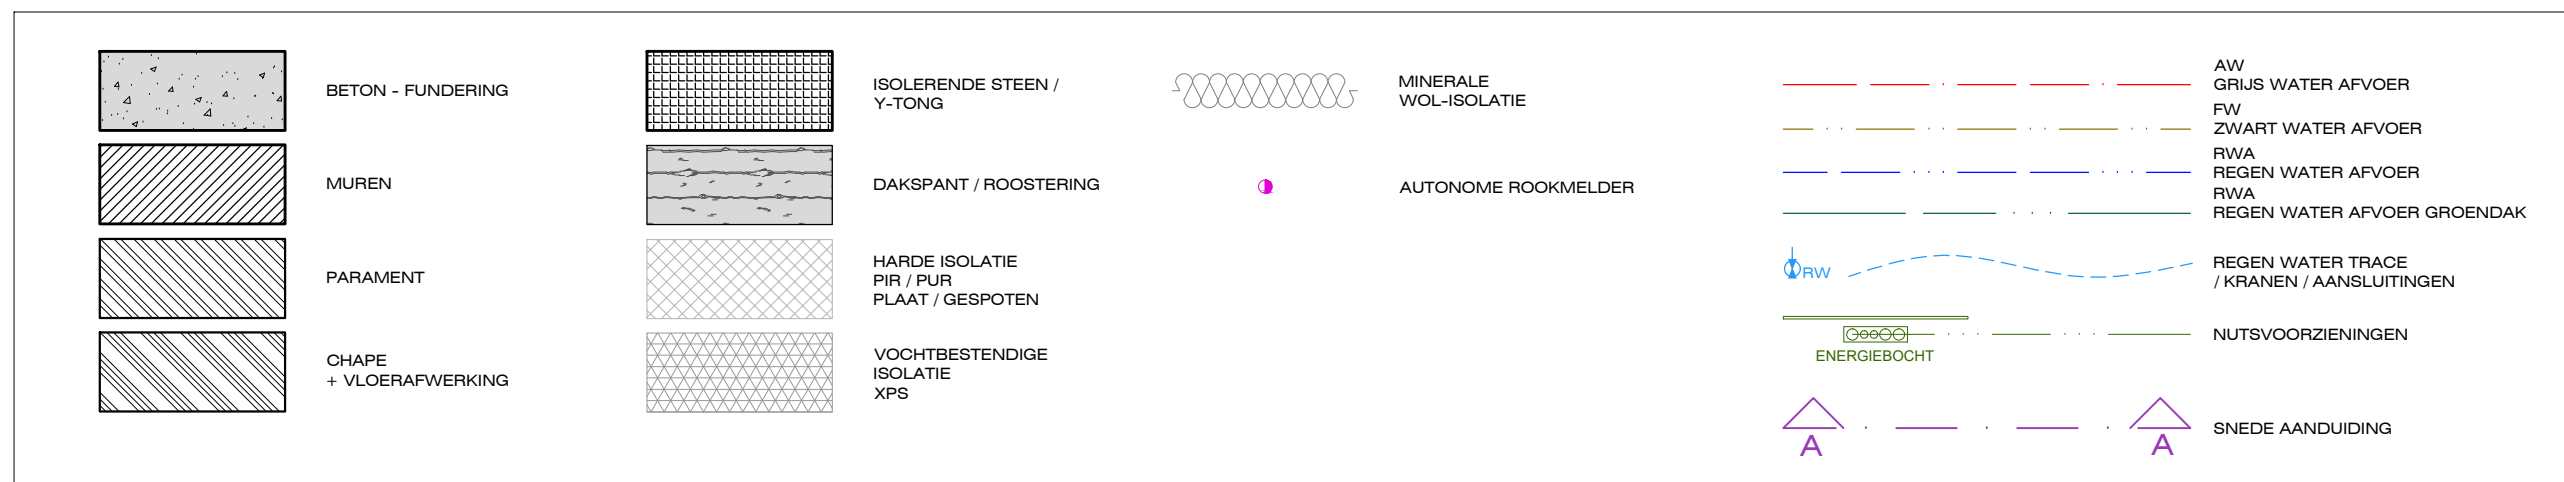 BETON - FUNDERING
MUREN
PARAMENT
CHAPE
+ VLOERAFWERKING
ISOLERENDE STEEN /
Y-TONG
DAKSPANT / ROOSTERING
HARDE ISOLATIE
PIR / PUR
PLAAT / GESPOTEN
VOCHTBESTENDIGE
ISOLATIE
XPS
MINERALE
WOL-ISOLATIE
AUTONOME ROOKMELDER
AW
GRIJS WATER AFVOER
FW
ZWART WATER AFVOER
RWA
REGEN WATER AFVOER
RWA
REGEN WATER AFVOER GROENDAK
RW
REGEN WATER TRACE
/ KRANEN / AANSLUITINGEN
ENERGIEBOCHT
NUTSVOORZIENINGEN
A A
SNEDE AANDUIDING